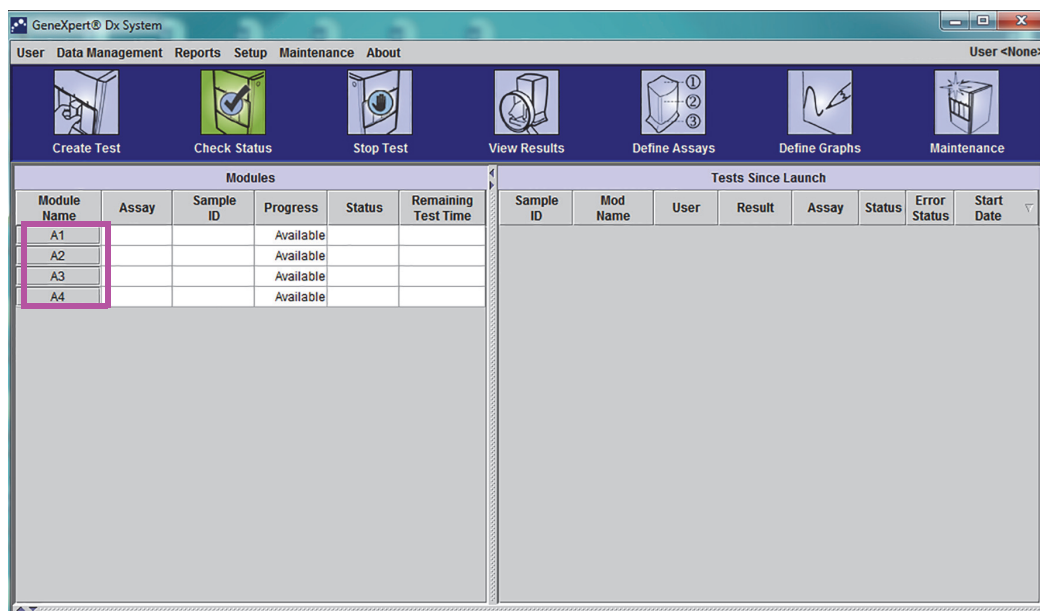 GeneXpert® Dx System
User Data Management Reports Setup Maintenance About User <None>
① ② ③
Create Test Check Status Stop Test View Results Define Assays Define Graphs Maintenance
Modules Tests Since Launch
Module Name Assay Sample ID Progress Status Remaining Test Time Sample ID Mod Name User Result Assay Status Error Status Start Date
A1 Available
A2 Available
A3 Available
A4 Available